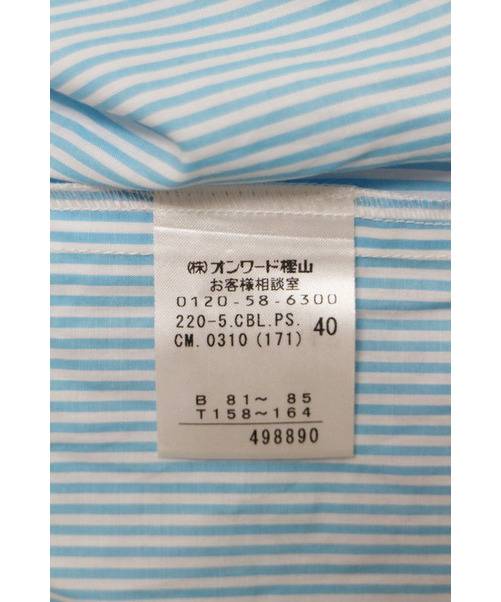 (株)オンワード樫山
お客様相談室
0120-58-6300
220-5.CBL.PS. 40
CM.0310(171)
B 81〜 85
T158〜164
498890